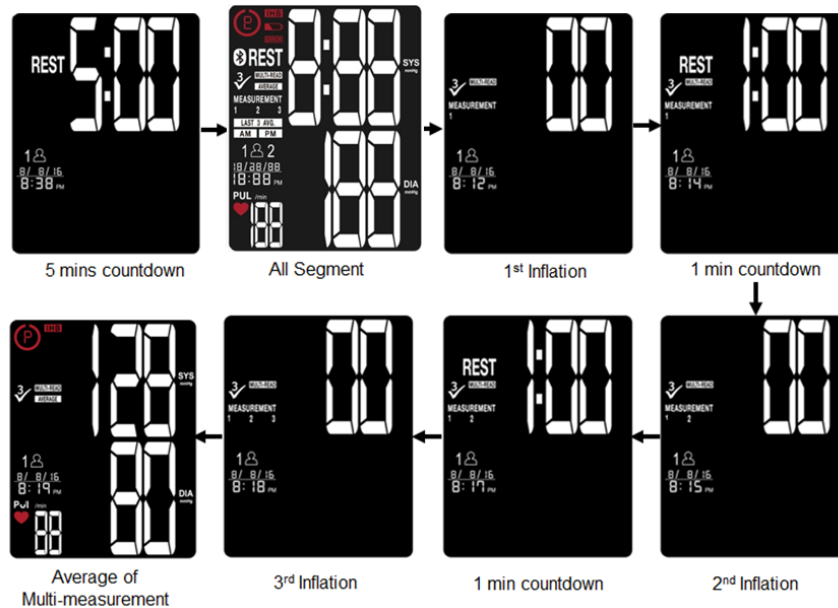 REST
5:00
1
8/ 8/16
8:38 PM
5 mins countdown
IHB
ERROR
REST
8:88
SYS
mmHg
3
MULTI-READ
AVERAGE
MEASUREMENT
1 2 3
LAST 3 AVG.
AM PM
1 2
18/28/88
18:88 PM
188
DIA
mmHg
PUL /min
188
All Segment
00
3
MULTI-READ
MEASUREMENT
1
1
8/ 8/16
8:12 PM
1st Inflation
REST
1:00
3
MULTI-READ
MEASUREMENT
1
1
8/ 8/16
8:14 PM
1 min countdown
P
IHB
120
SYS
mmHg
3
MULTI-READ
AVERAGE
1
8/ 8/16
8:19 PM
80
DIA
mmHg
Pul /min
80
Average of
Multi-measurement
00
3
MULTI-READ
MEASUREMENT
1 2 3
1
8/ 8/16
8:18 PM
3rd Inflation
REST
1:00
3
MULTI-READ
MEASUREMENT
1 2
1
8/ 8/16
8:17 PM
1 min countdown
00
3
MULTI-READ
MEASUREMENT
1 2
1
8/ 8/16
8:15 PM
2nd Inflation